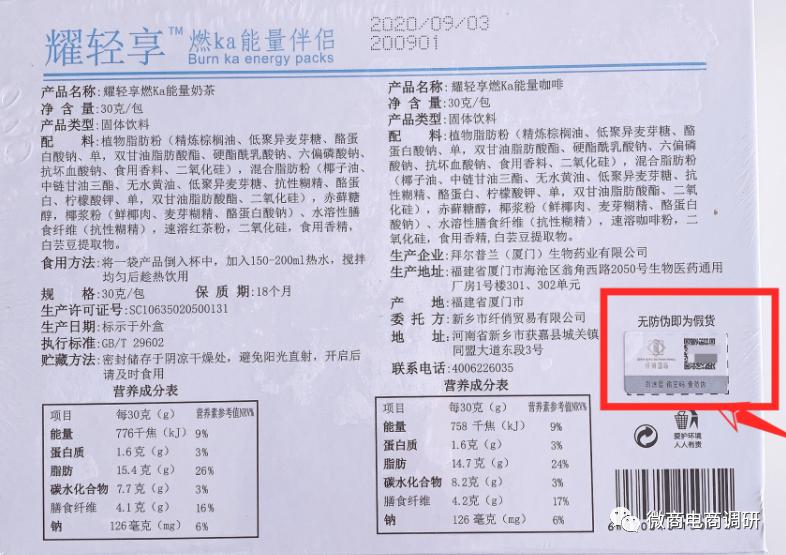 2020/09/03
200901
耀轻享™ 燃ka能量伴侣
Burn ka energy packs
产品名称:耀轻享燃Ka能量奶茶
净 含 量:30克/包
产品类型:固体饮料
配 料:植物脂肪粉（精炼棕榈油、低聚异麦芽糖、酪蛋
白酸钠、单，双甘油脂肪酸酯、硬酯酰乳酸钠、六偏磷酸钠、
抗坏血酸钠、食用香料、二氧化硅），混合脂肪粉（椰子油、
中链甘油三酯、无水黄油、低聚异麦芽糖、抗性糊精、酪蛋
白、柠檬酸钾、单，双甘油脂肪酸酯、二氧化硅），赤藓糖
醇，椰浆粉（鲜椰肉、麦芽糊精、酪蛋白酸钠）、水溶性膳
食纤维（抗性糊精），速溶红茶粉，二氧化硅，食用香精，
白芸豆提取物。
食用方法:将一袋产品倒入杯中，加入150-200ml热水，搅拌
均匀后趁热饮用
规 格:30克/包 保 质 期:18个月
生产许可证号:SC10635020500131
生产日期:标示于外盒
执行标准:GB/T 29602
贮藏方法:密封储存于阴凉干燥处，避免阳光直射，开启后
请及时食用
营养成分表
项目 每30克（g） 营养素参考值NRV%
能量 776千焦（kJ） 9%
蛋白质 1.6克（g） 3%
脂肪 15.4克（g） 26%
碳水化合物 7.7克（g） 3%
膳食纤维 4.1克（g） 16%
钠 126毫克（mg） 6%
产品名称:耀轻享燃Ka能量咖啡
净 含 量:30克/包
产品类型:固体饮料
配 料:植物脂肪粉（精炼棕榈油、低聚异麦芽糖、酪
蛋白酸钠、单，双甘油脂肪酸酯、硬酯酰乳酸钠、六偏磷酸
钠、抗坏血酸钠、食用香料、二氧化硅），混合脂肪粉
（椰子油、中链甘油三酯、无水黄油、低聚异麦芽糖、抗
性糊精、酪蛋白、柠檬酸钾、单，双甘油脂肪酸酯、二氧
化硅），赤藓糖醇，椰浆粉（鲜椰肉、麦芽糊精、酪蛋白酸
钠）、水溶性膳食纤维（抗性糊精），速溶咖啡粉，二
氧化硅，食用香精, 白芸豆提取物。
生产企业:拜尔普兰（厦门）生物药业有限公司
生产地址:福建省厦门市海沧区翁角西路2050号生物医药通用
厂房1号楼301、302单元
产 地:福建省厦门市
委 托 方:新乡市纤俏贸易有限公司
地 址:河南省新乡市获嘉县城关镇
同盟大道东段3号
联系电话:4006226035
营养成分表
项目 每30克（g） 营养素参考值NRV%
能量 758 千焦（kJ） 9%
蛋白质 1.6克（g） 3%
脂肪 14.7克（g） 24%
碳水化合物 8.2克（g） 3%
膳食纤维 4.2克（g） 17%
钠 126毫克（mg） 6%
无防伪即为假货
爱护环境
人人有责
微商电商调研